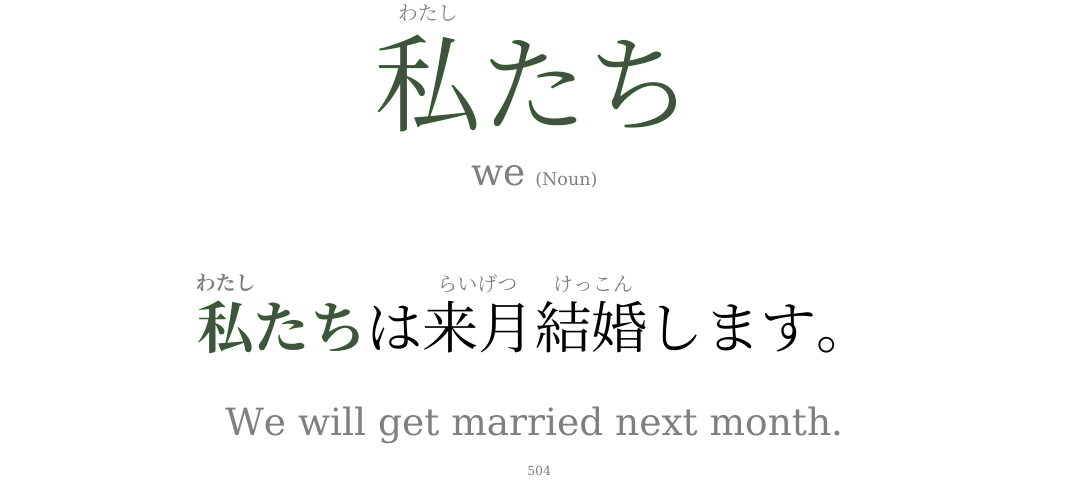 わたし
私たち
we (Noun)
わたし らいげつ けっこん
私たちは来月結婚します。
We will get married next month.
504